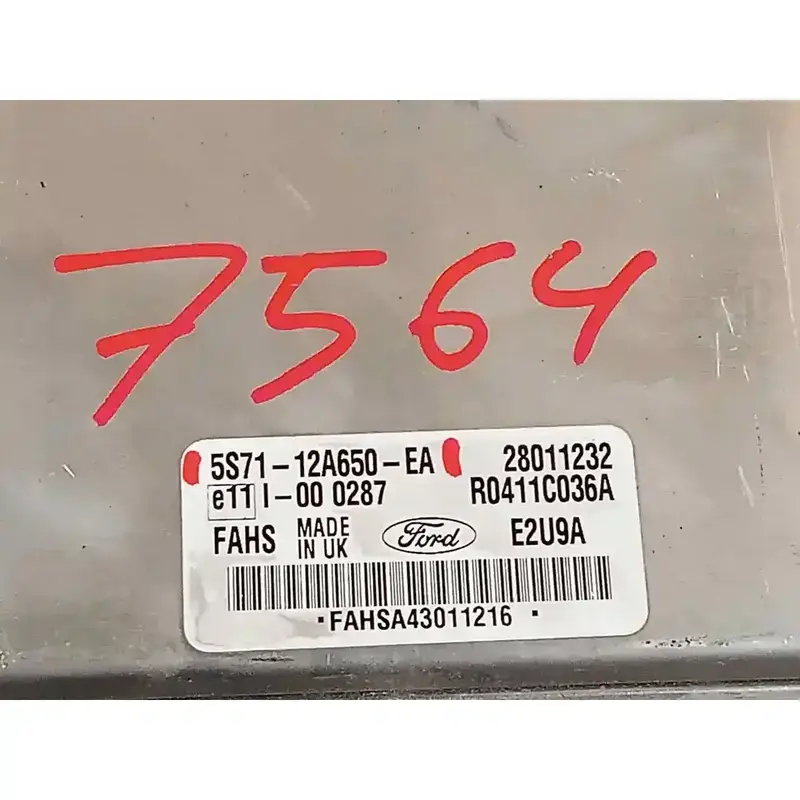 7564
5S71-12A650-EA 28011232
e11 I-00 0287 R0411C036A
FAHS MADE IN UK Ford E2U9A
•FAHSA43011216 •